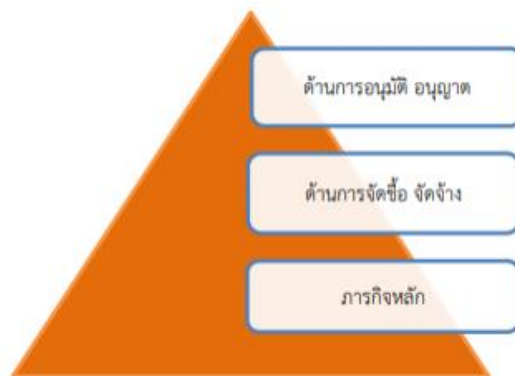 ด้านการอนุมัติ อนุญาต
ด้านการจัดซื้อ จัดจ้าง
ภารกิจหลัก